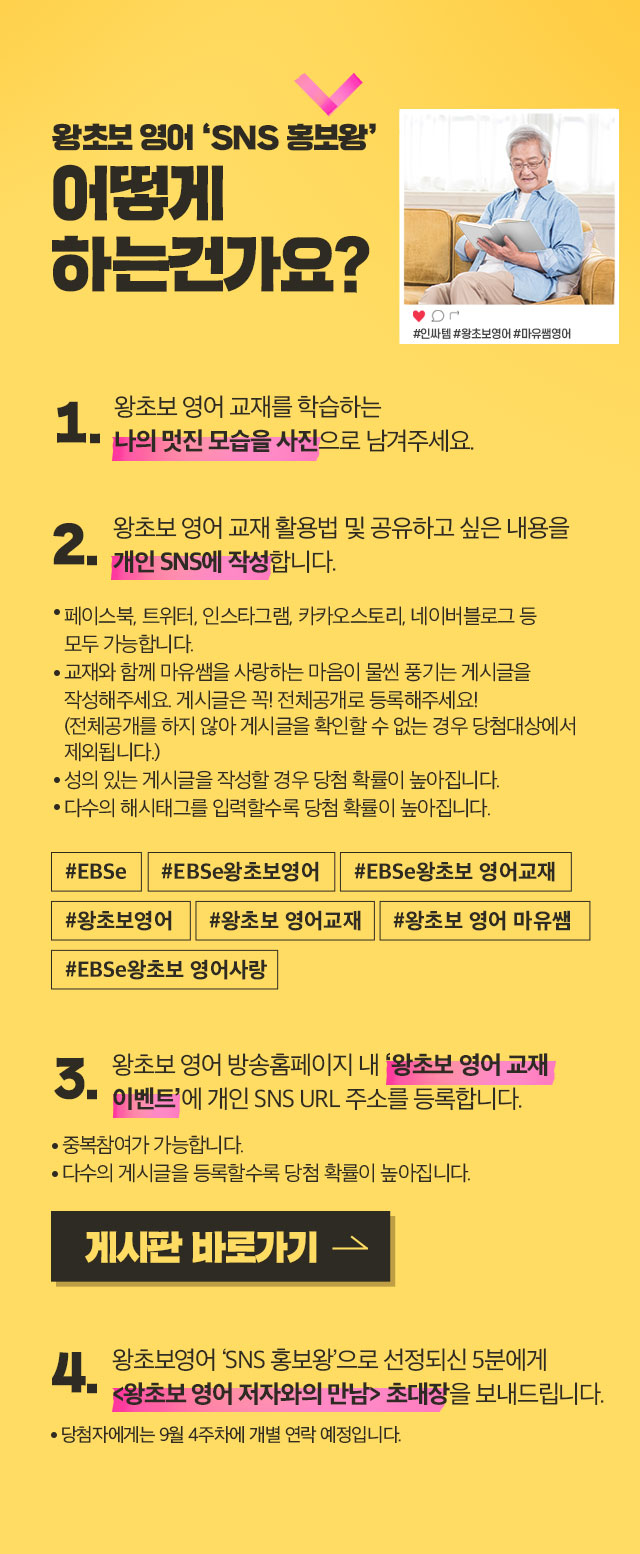 왕초보 영어 ‘SNS 홍보왕’
어떻게
하는건가요?
#인싸템 #왕초보영어 #마유쌤영어
1. 왕초보 영어 교재를 학습하는
나의 멋진 모습을 사진으로 남겨주세요.
2. 왕초보 영어 교재 활용법 및 공유하고 싶은 내용을
개인 SNS에 작성합니다.
• 페이스북, 트위터, 인스타그램, 카카오스토리, 네이버블로그 등
모두 가능합니다.
• 교재와 함께 마유쌤을 사랑하는 마음이 물씬 풍기는 게시글을
작성해주세요. 게시글은 꼭! 전체공개로 등록해주세요!
(전체공개를 하지 않아 게시글을 확인할 수 없는 경우 당첨대상에서
제외됩니다.)
• 성의 있는 게시글을 작성할 경우 당첨 확률이 높아집니다.
• 다수의 해시태그를 입력할수록 당첨 확률이 높아집니다.
#EBSe #EBSe왕초보영어 #EBSe왕초보 영어교재
#왕초보영어 #왕초보 영어교재 #왕초보 영어 마유쌤
#EBSe왕초보 영어사랑
3. 왕초보 영어 방송홈페이지 내 ‘왕초보 영어 교재
이벤트’에 개인 SNS URL 주소를 등록합니다.
• 중복참여가 가능합니다.
• 다수의 게시글을 등록할수록 당첨 확률이 높아집니다.
게시판 바로가기 →
4. 왕초보영어 ‘SNS 홍보왕’으로 선정되신 5분에게
<왕초보 영어 저자와의 만남> 초대장을 보내드립니다.
• 당첨자에게는 9월 4주차에 개별 연락 예정입니다.